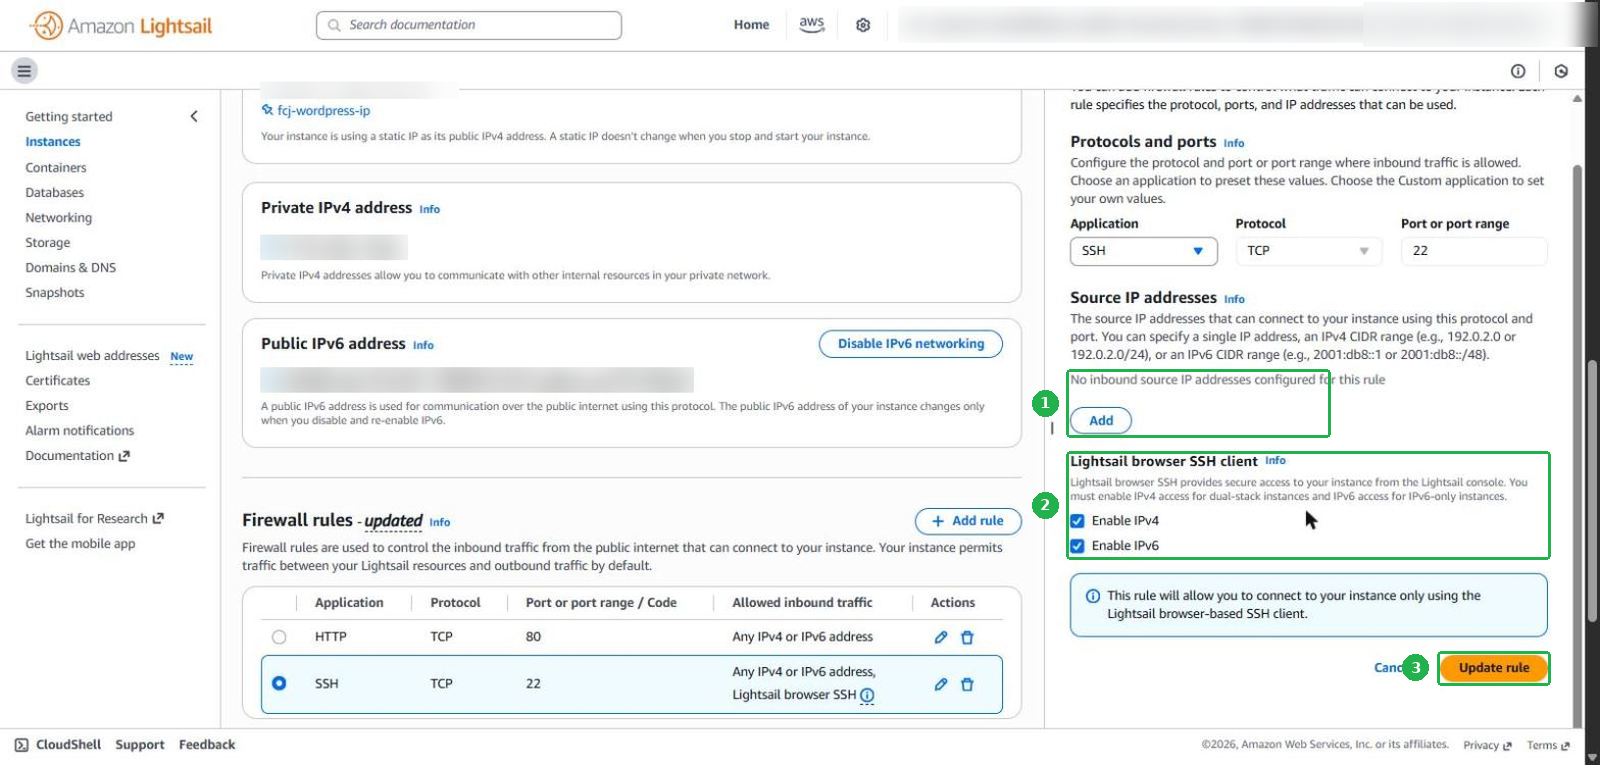 Amazon Lightsail
Search documentation
Home
aws
Getting started
Instances
Containers
Databases
Networking
Storage
Domains & DNS
Snapshots
Lightsail web addresses New
Certificates
Exports
Alarm notifications
Documentation
Lightsail for Research
Get the mobile app
fcj-wordpress-ip
Your instance is using a static IP as its public IPv4 address. A static IP doesn't change when you stop and start your instance.
Private IPv4 address Info
Private IPv4 addresses allow you to communicate with other internal resources in your private network.
Public IPv6 address Info
Disable IPv6 networking
A public IPv6 address is used for communication over the public internet using this protocol. The public IPv6 address of your instance changes only
when you disable and re-enable IPv6.
Firewall rules - updated Info
+ Add rule
Firewall rules are used to control the inbound traffic from the public internet that can connect to your instance. Your instance permits
traffic between your Lightsail resources and outbound traffic by default.
Application Protocol Port or port range / Code Allowed inbound traffic Actions
HTTP TCP 80 Any IPv4 or IPv6 address
SSH TCP 22 Any IPv4 or IPv6 address,
Lightsail browser SSH
rule specifies the protocol, ports, and IP addresses that can be used.
Protocols and ports Info
Configure the protocol and port or port range where inbound traffic is allowed.
Choose an application to preset these values. Choose the Custom application to set
your own values.
Application Protocol Port or port range
SSH TCP 22
Source IP addresses Info
The source IP addresses that can connect to your instance using this protocol and
port. You can specify a single IP address, an IPv4 CIDR range (e.g., 192.0.2.0 or
192.0.2.0/24), or an IPv6 CIDR range (e.g., 2001:db8::1 or 2001:db8::/48).
No inbound source IP addresses configured for this rule
1
Add
Lightsail browser SSH client Info
Lightsail browser SSH provides secure access to your instance from the Lightsail console. You
must enable IPv4 access for dual-stack instances and IPv6 access for IPv6-only instances.
2
Enable IPv4
Enable IPv6
This rule will allow you to connect to your instance only using the
Lightsail browser-based SSH client.
Canc 3 Update rule
CloudShell Support Feedback
©2026, Amazon Web Services, Inc. or its affiliates. Privacy Terms